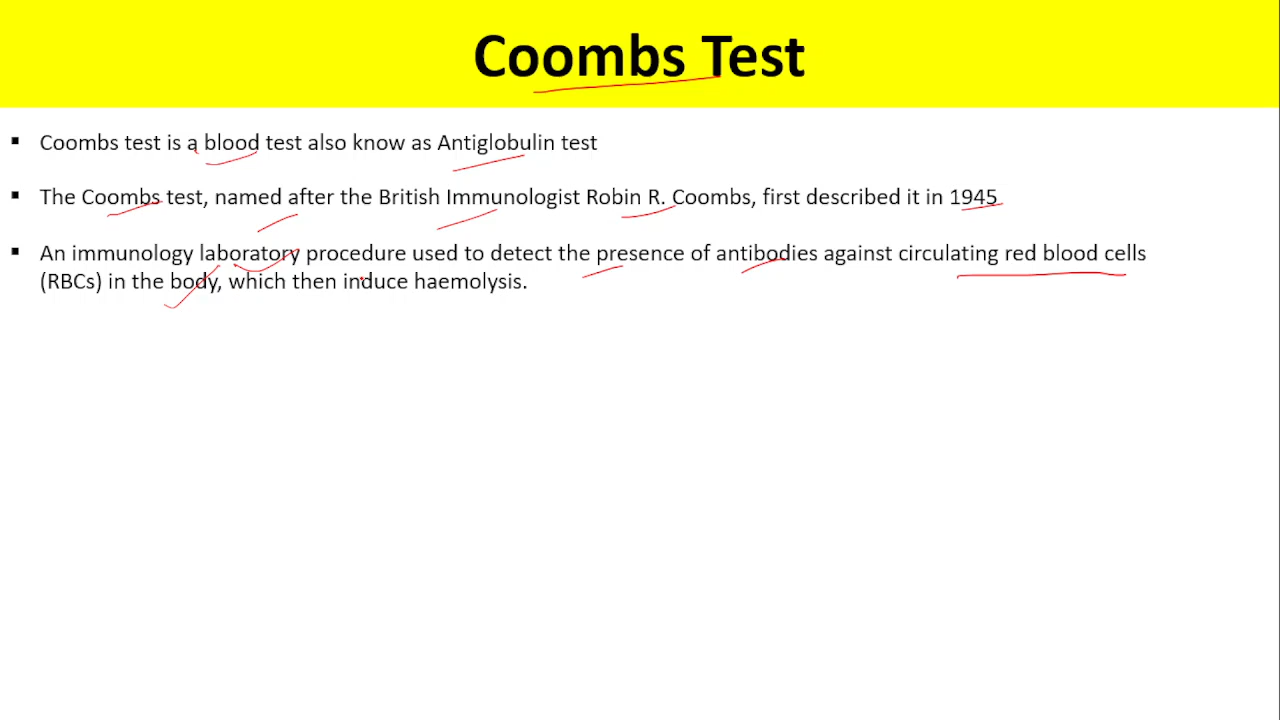 Coombs Test
▪ Coombs test is a blood test also know as Antiglobulin test
▪ The Coombs test, named after the British Immunologist Robin R. Coombs, first described it in 1945
▪ An immunology laboratory procedure used to detect the presence of antibodies against circulating red blood cells
(RBCs) in the body, which then induce haemolysis.